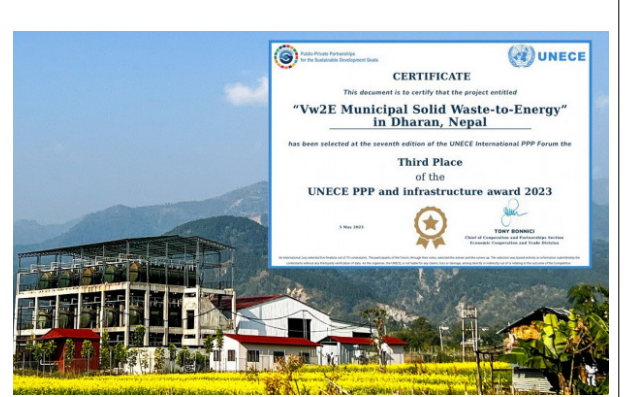 Public-Private Partnerships
for the Sustainable Development Goals
UNECE
CERTIFICATE
This document is to certify that the project entitled
“Vw2E Municipal Solid Waste-to-Energy”
in Dharan, Nepal
has been selected at the seventh edition of the UNECE International PPP Forum the
Third Place
of the
UNECE PPP and infrastructure award 2023
3 May 2023
TONY BONNICI
Chief of Cooperation and Partnerships Section
Economic Cooperation and Trade Division